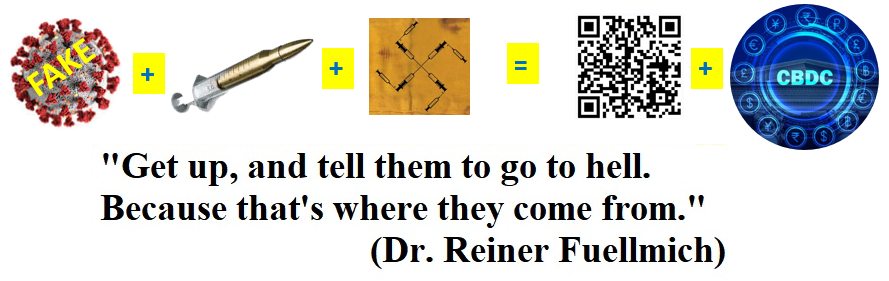 FAKE + + = + CBDC
"Get up, and tell them to go to hell.
Because that's where they come from."
(Dr. Reiner Fuellmich)